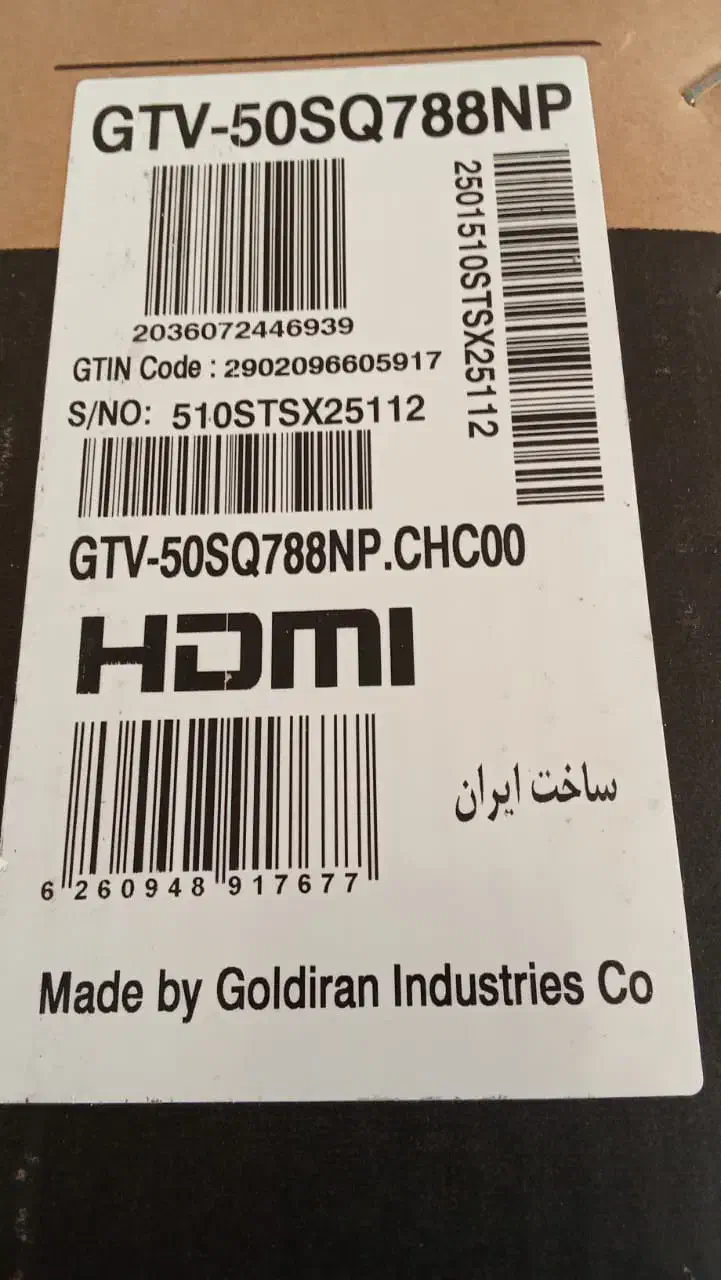 GTV-50SQ788NP
2036072446939
2501510STSX25112
GTIN Code : 2902096605917
S/NO: 510STSX25112
GTV-50SQ788NP.CHC00
HDMI
ساخت ایران
6 260948 917677
Made by Goldiran Industries Co